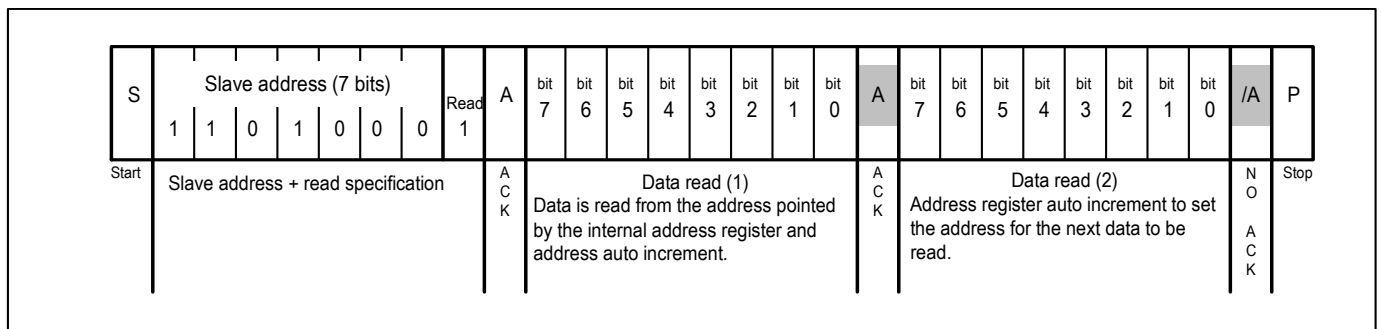 S
Slave address (7 bits)
1 1 0 1 0 0 0
Read
1
A
bit 7 bit 6 bit 5 bit 4 bit 3 bit 2 bit 1 bit 0
A
bit 7 bit 6 bit 5 bit 4 bit 3 bit 2 bit 1 bit 0
/A
P
Start
Slave address + read specification
A
C
K
Data read (1)
Data is read from the address pointed
by the internal address register and
address auto increment.
A
C
K
Data read (2)
Address register auto increment to set
the address for the next data to be
read.
N
O
A
C
K
Stop